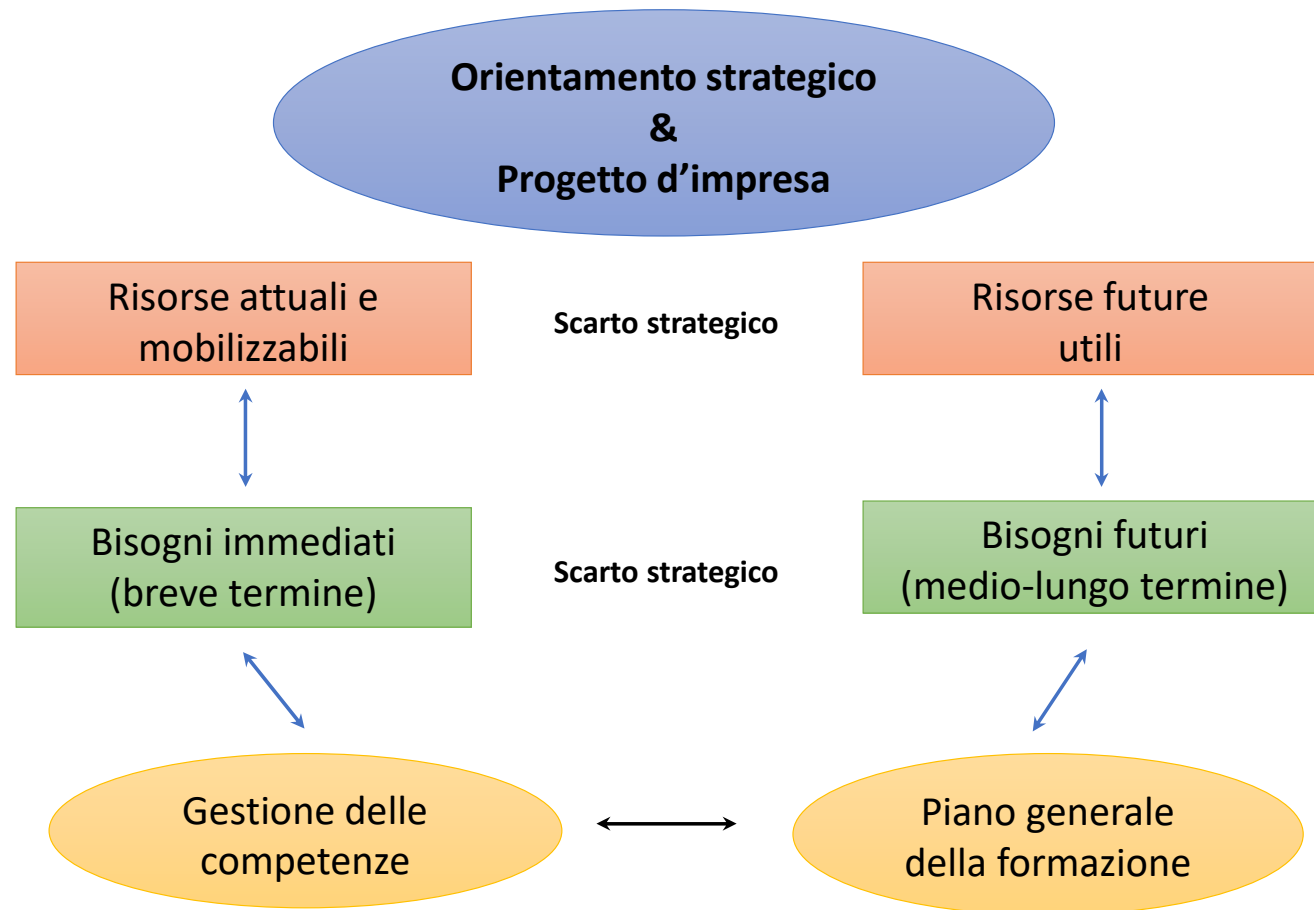 Orientamento strategico
&
Progetto d’impresa
Risorse attuali e
mobilizzabili
Scarto strategico
Risorse future
utili
Bisogni immediati
(breve termine)
Scarto strategico
Bisogni futuri
(medio-lungo termine)
Gestione delle
competenze
Piano generale
della formazione